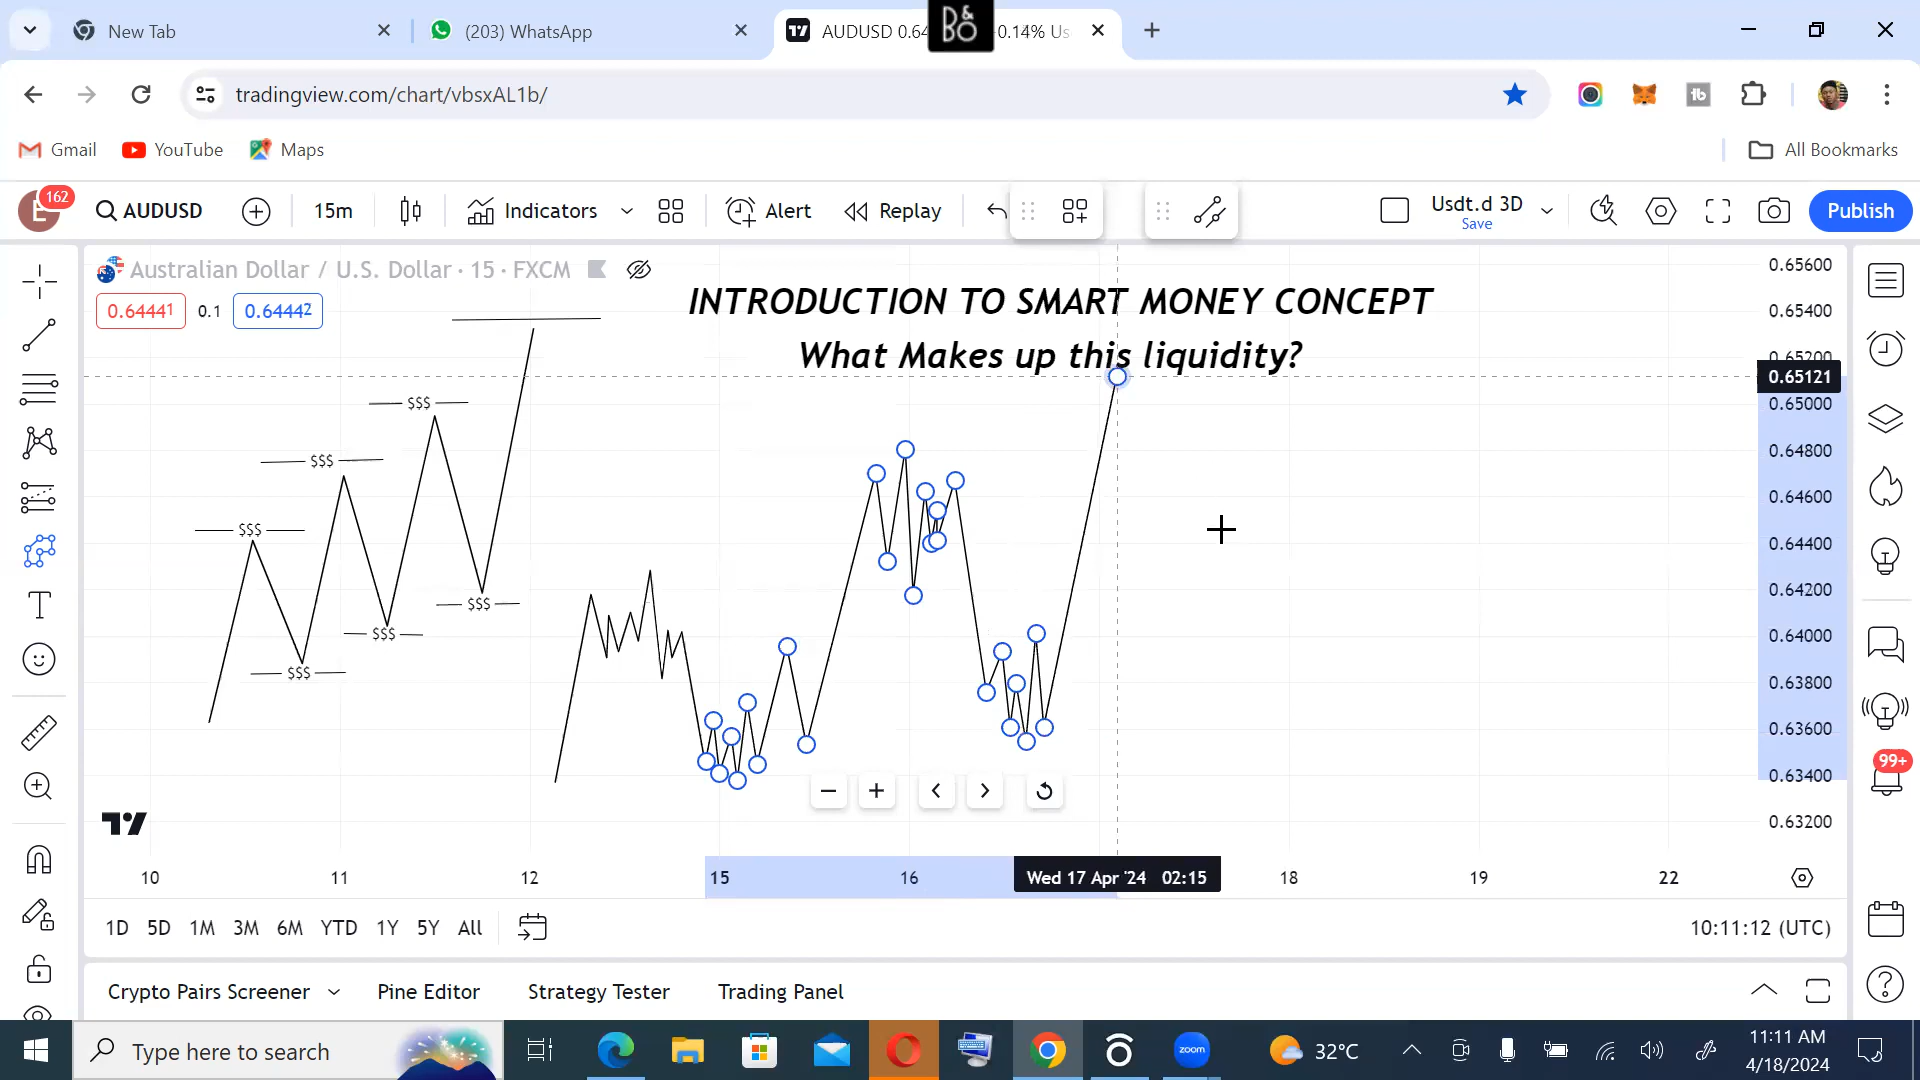 New Tab
(203) WhatsApp
AUDUSD 0.64
B&O
0.14% Us
tradingview.com/chart/vbsxAL1b/
Gmail
YouTube
Maps
All Bookmarks
E
162
AUDUSD
15m
Indicators
Alert
Replay
Usdt.d 3D
Save
Publish
Australian Dollar / U.S. Dollar · 15 · FXCM
0.64441
0.1
0.64442
INTRODUCTION TO SMART MONEY CONCEPT
What Makes up this liquidity?
$$$
$$$
$$$
$$$
$$$
$$$
0.65600
0.65400
0.65200
0.65121
0.65000
0.64800
0.64600
0.64400
0.64200
0.64000
0.63800
0.63600
0.63400
0.63200
99+
10
11
12
15
16
Wed 17 Apr '24 02:15
18
19
22
1D 5D 1M 3M 6M YTD 1Y 5Y All
10:11:12 (UTC)
Crypto Pairs Screener
Pine Editor
Strategy Tester
Trading Panel
Type here to search
zoom
32°C
11:11 AM
4/18/2024